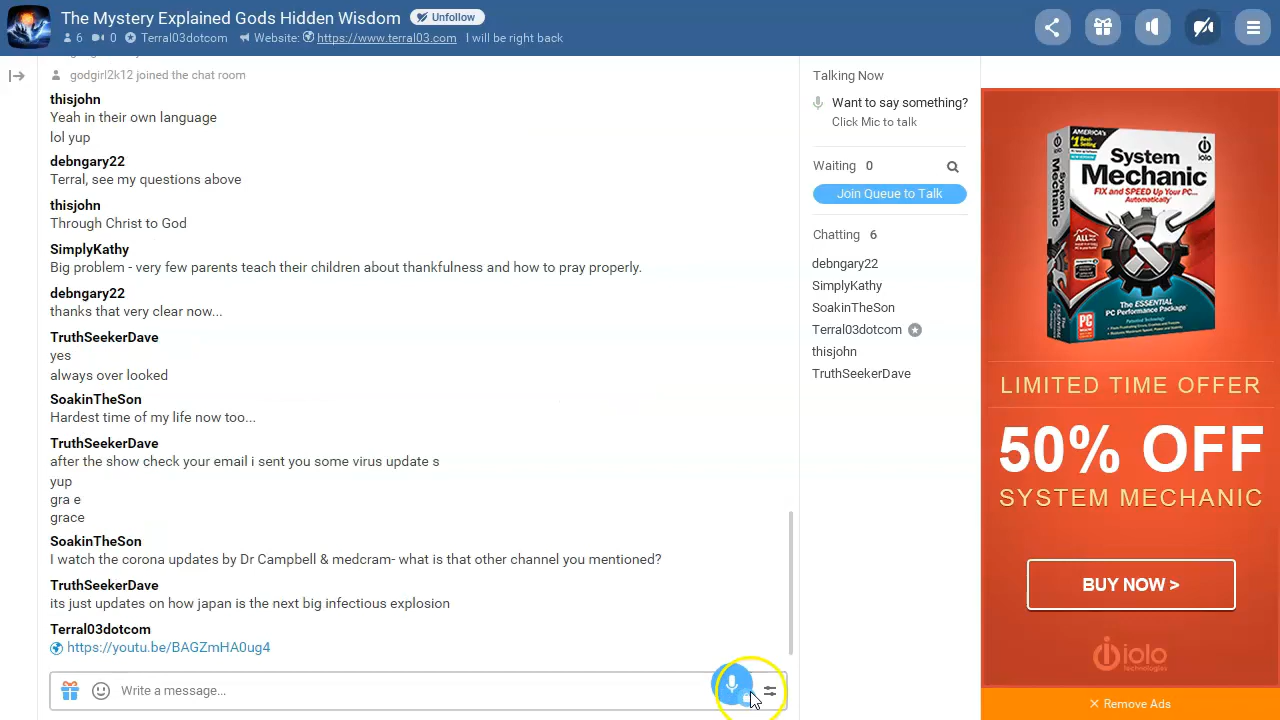 The Mystery Explained Gods Hidden Wisdom
Unfollow
6 0 Terral03dotcom Website: https://www.terral03.com I will be right back
godgirl2k12 joined the chat room
thisjohn
Yeah in their own language
lol yup
debngary22
Terral, see my questions above
thisjohn
Through Christ to God
SimplyKathy
Big problem - very few parents teach their children about thankfulness and how to pray properly.
debngary22
thanks that very clear now...
TruthSeekerDave
yes
always over looked
SoakinTheSon
Hardest time of my life now too...
TruthSeekerDave
after the show check your email i sent you some virus update s
yup
gra e
grace
SoakinTheSon
I watch the corona updates by Dr Campbell & medcram- what is that other channel you mentioned?
TruthSeekerDave
its just updates on how japan is the next big infectious explosion
Terral03dotcom
https://youtu.be/BAGZmHA0ug4
Write a message...
Talking Now
Want to say something?
Click Mic to talk
Waiting 0
Join Queue to Talk
Chatting 6
debngary22
SimplyKathy
SoakinTheSon
Terral03dotcom
thisjohn
TruthSeekerDave
AMERICA'S
#1 Best-Selling
iolo
System
Mechanic
FIX and SPEED Up Your PC...
Automatically
The ESSENTIAL
PC Performance Package
LIMITED TIME OFFER
50% OFF
SYSTEM MECHANIC
BUY NOW >
iolo
technologies
Remove Ads